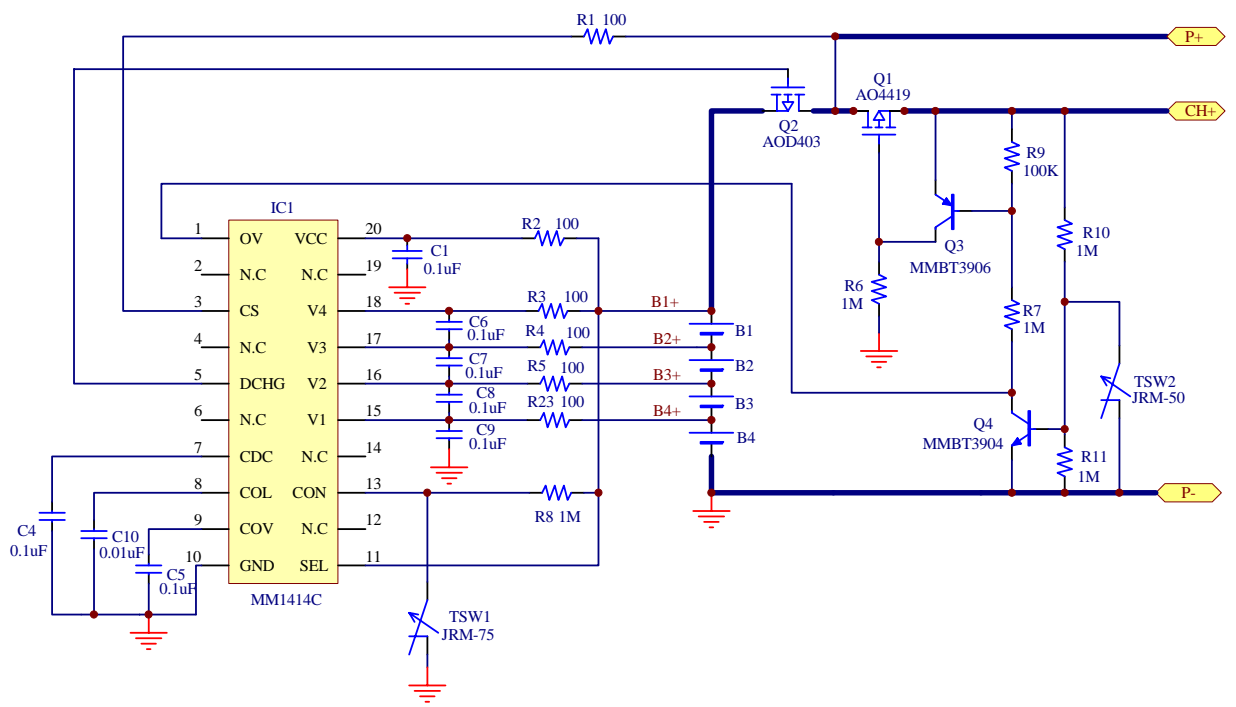 R1 100
P+
Q1
AO4419
CH+
Q2
AOD403
R9
100K
IC1
1 OV VCC 20
R2 100
C1
0.1uF
Q3
MMBT3906
R10
1M
2 N.C N.C 19
R6
1M
3 CS V4 18
R3 100
B1+
C6
0.1uF
R4 100
B1
R7
1M
4 N.C V3 17
B2+
C7
0.1uF
R5 100
B2
5 DCHG V2 16
B3+
C8
0.1uF
R23 100
B3
TSW2
JRM-50
6 N.C V1 15
B4+
C9
0.1uF
B4
Q4
MMBT3904
7 CDC N.C 14
R11
1M
8 COL CON 13
R8 1M
P-
C4
0.1uF
C10
0.01uF
9 COV N.C 12
10 GND SEL 11
C5
0.1uF
MM1414C
TSW1
JRM-75